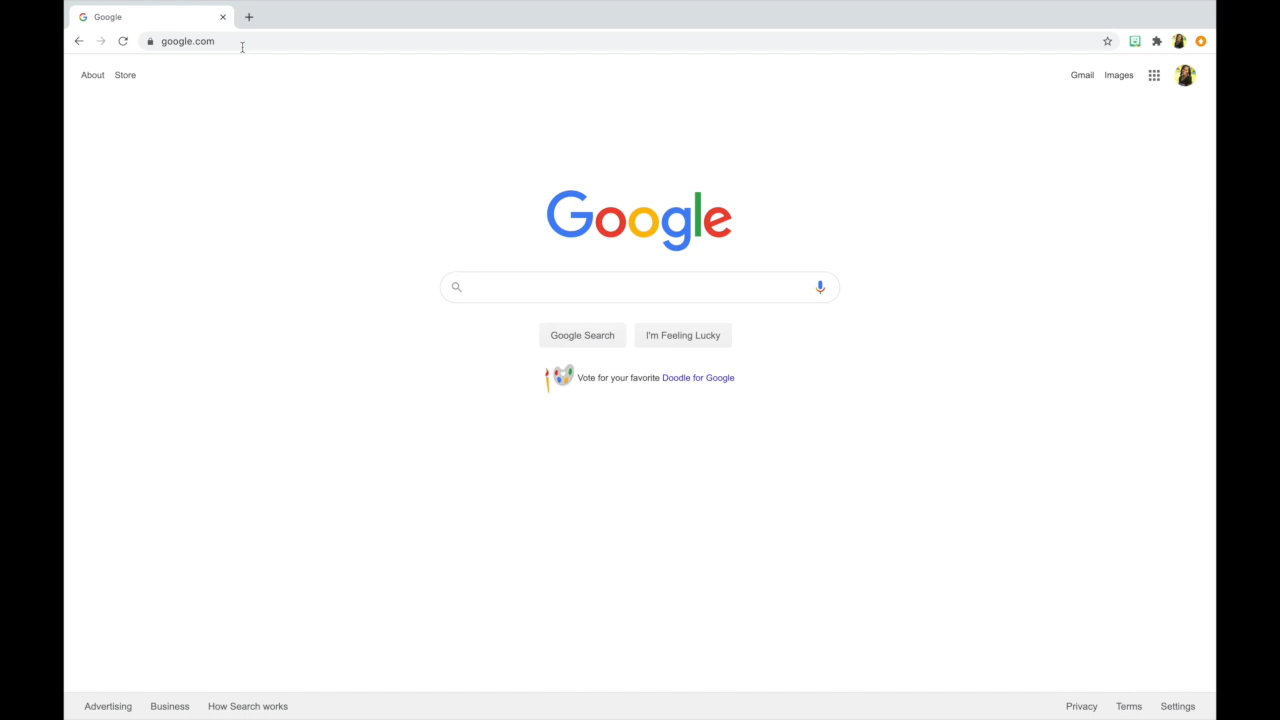 Google
google.com
About Store Gmail Images
Google
Google Search I'm Feeling Lucky
Vote for your favorite Doodle for Google
Advertising Business How Search works Privacy Terms Settings